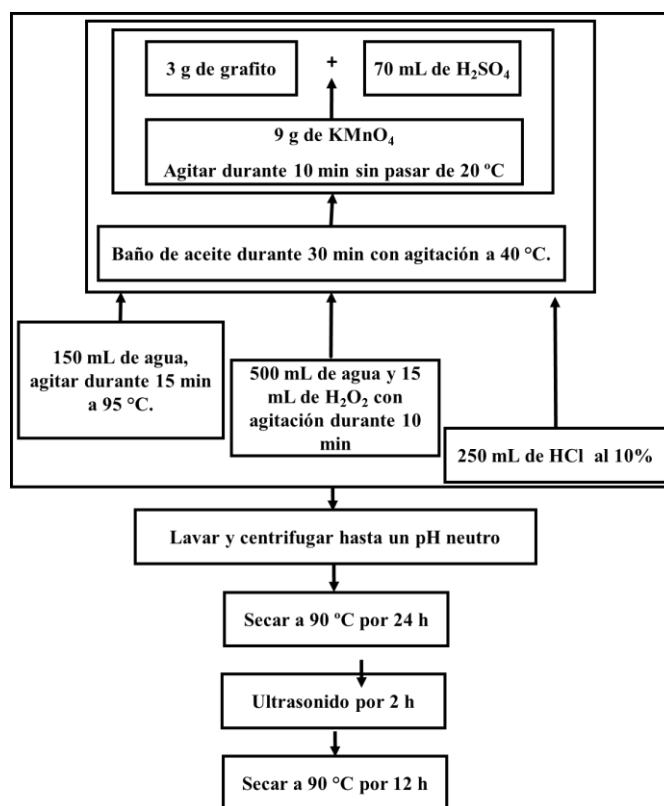 3 g de grafito
+
70 mL de H₂SO₄
9 g de KMnO₄
Agitar durante 10 min sin pasar de 20 ºC
Baño de aceite durante 30 min con agitación a 40 °C.
150 mL de agua,
agitar durante 15 min
a 95 °C.
500 mL de agua y 15
mL de H₂O₂ con
agitación durante 10
min
250 mL de HCl al 10%
Lavar y centrifugar hasta un pH neutro
Secar a 90 ºC por 24 h
Ultrasonido por 2 h
Secar a 90 °C por 12 h